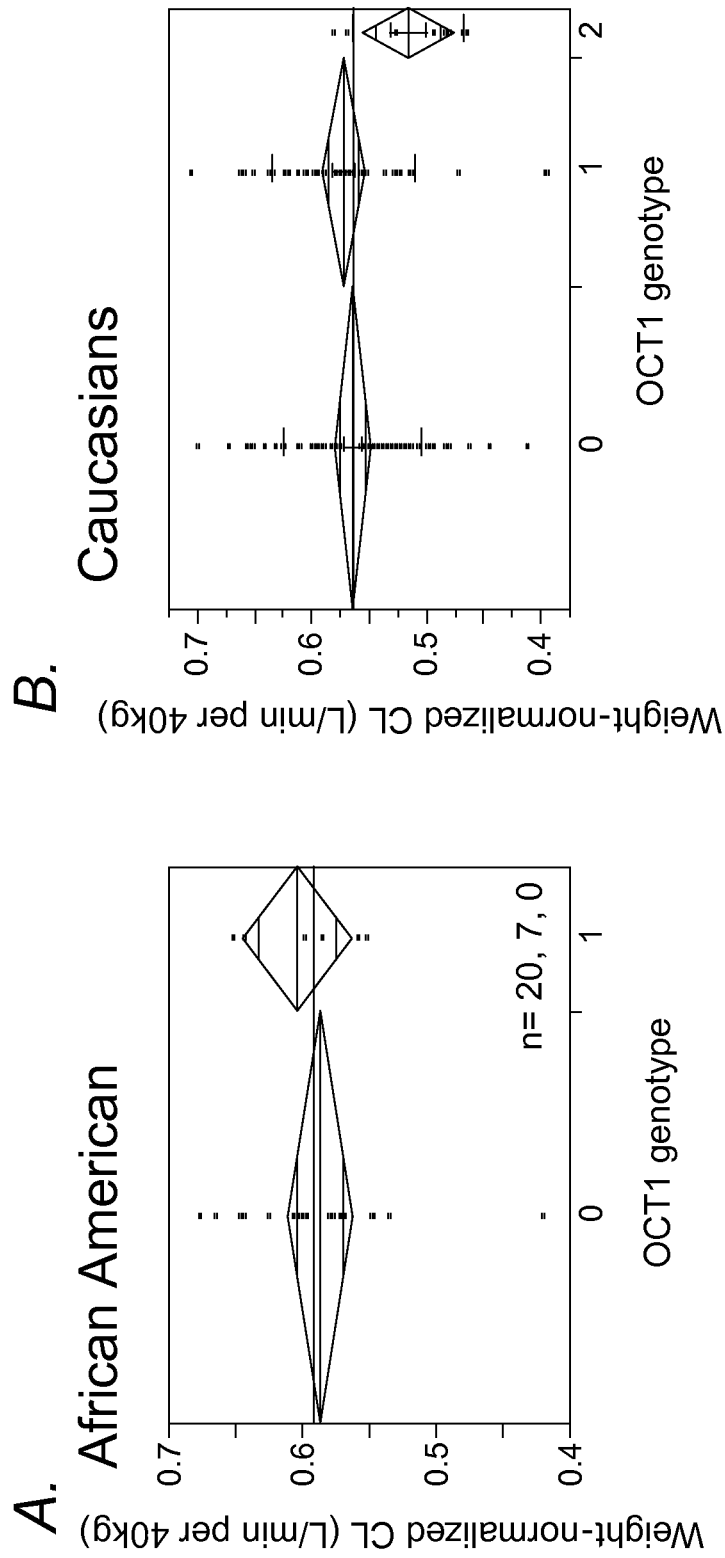 A. African American
Weight-normalized CL (L/min per 40kg)
0.7
0.6
0.5
0.4
n= 20, 7, 0
0
1
OCT1 genotype
B. Caucasians
Weight-normalized CL (L/min per 40kg)
0.7
0.6
0.5
0.4
0
1
2
OCT1 genotype